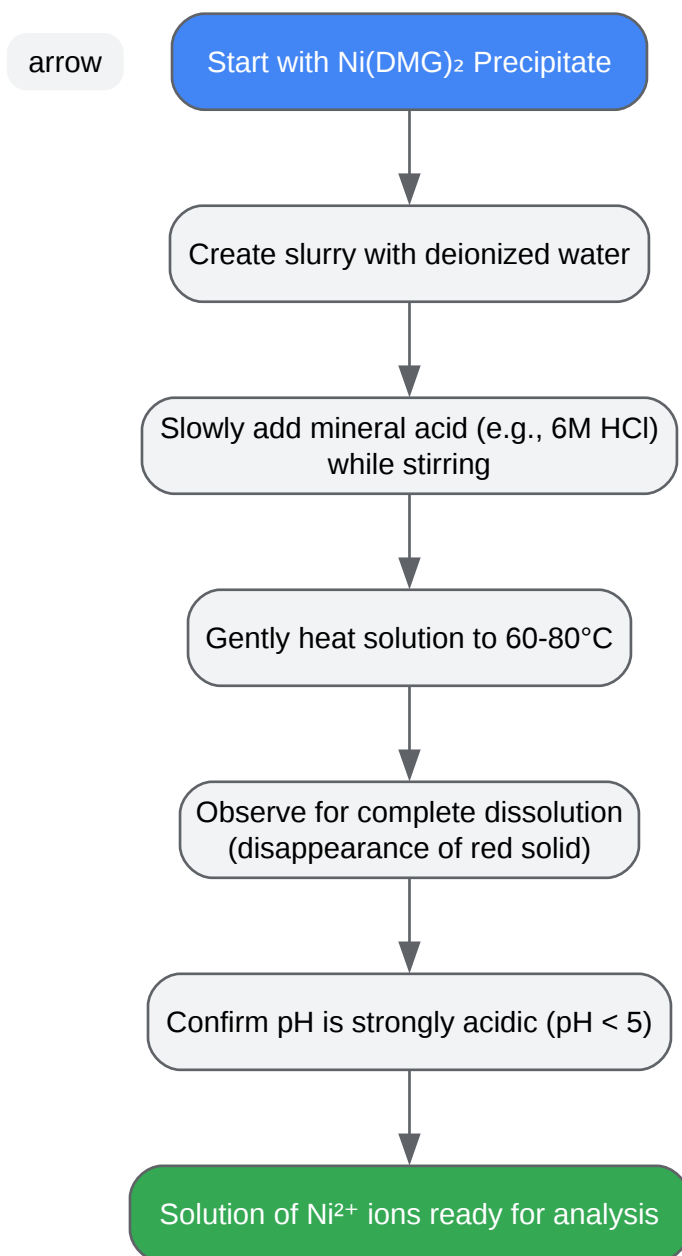 arrow
Start with Ni(DMG)₂ Precipitate
Create slurry with deionized water
Slowly add mineral acid (e.g., 6M HCl)
while stirring
Gently heat solution to 60-80°C
Observe for complete dissolution
(disappearance of red solid)
Confirm pH is strongly acidic (pH < 5)
Solution of Ni²⁺ ions ready for analysis